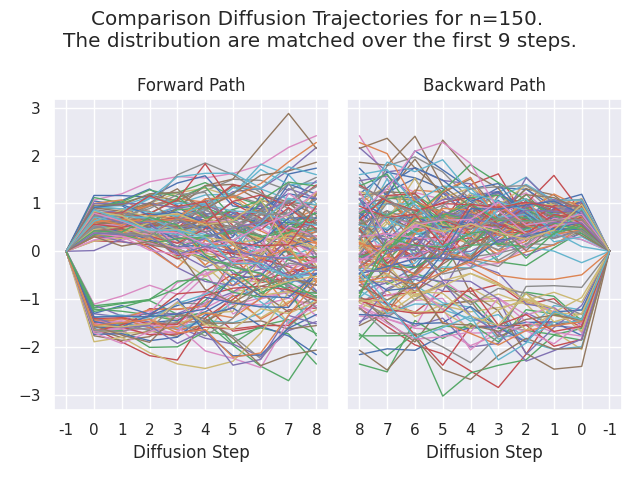 Comparison Diffusion Trajectories for n=150.
The distribution are matched over the first 9 steps.
Forward Path
Backward Path
3
2
1
0
−1
−2
−3
-1 0 1 2 3 4 5 6 7 8
8 7 6 5 4 3 2 1 0 -1
Diffusion Step
Diffusion Step